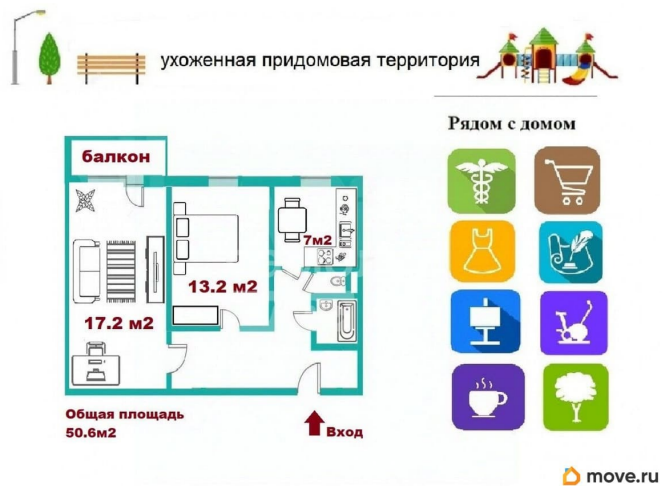 ухоженная придомовая территория
Рядом с домом
балкон
7м2
13.2 м2
17.2 м2
Общая площадь
50.6м2
Вход
move.ru